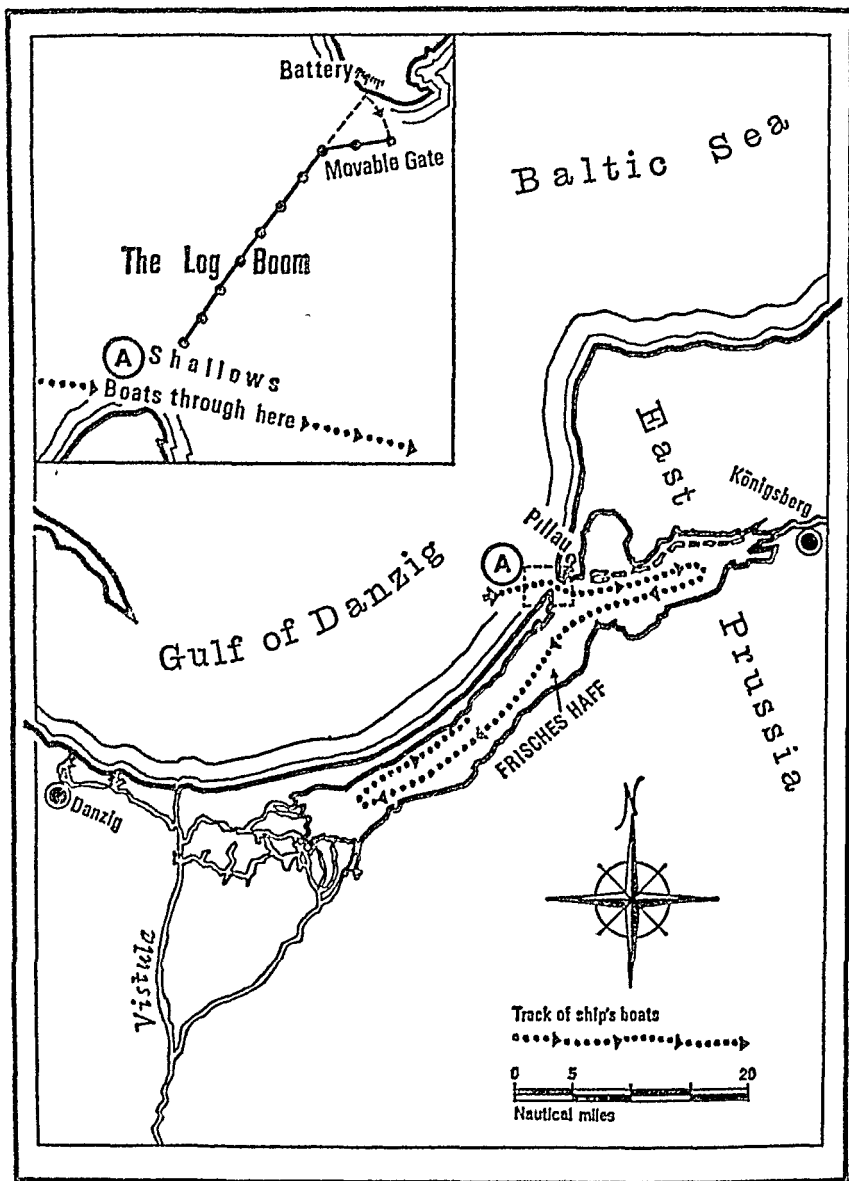 Battery
Movable Gate
The Log Boom
A Shallows
Boats through here
Baltic Sea
East Prussia
Königsberg
Pillau
A
Gulf of Danzig
FRISCHES HAFF
Danzig
Vistula
N
Track of ship's boats
0 5 20
Nautical miles